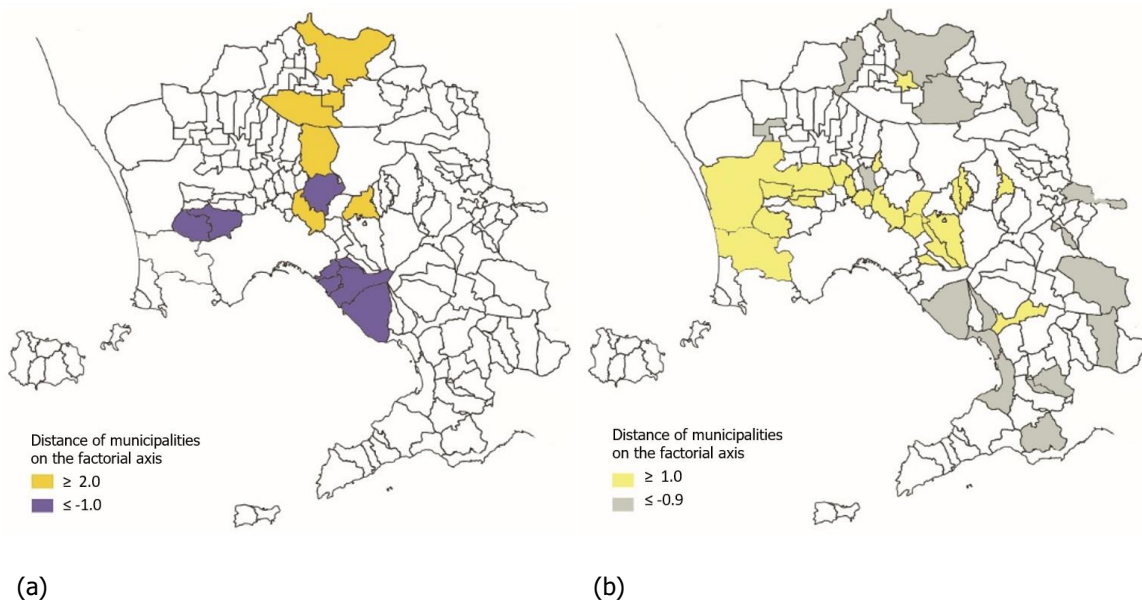 Distance of municipalities
on the factorial axis
≥ 2.0
≤ -1.0
(a)
Distance of municipalities
on the factorial axis
≥ 1.0
≤ -0.9
(b)